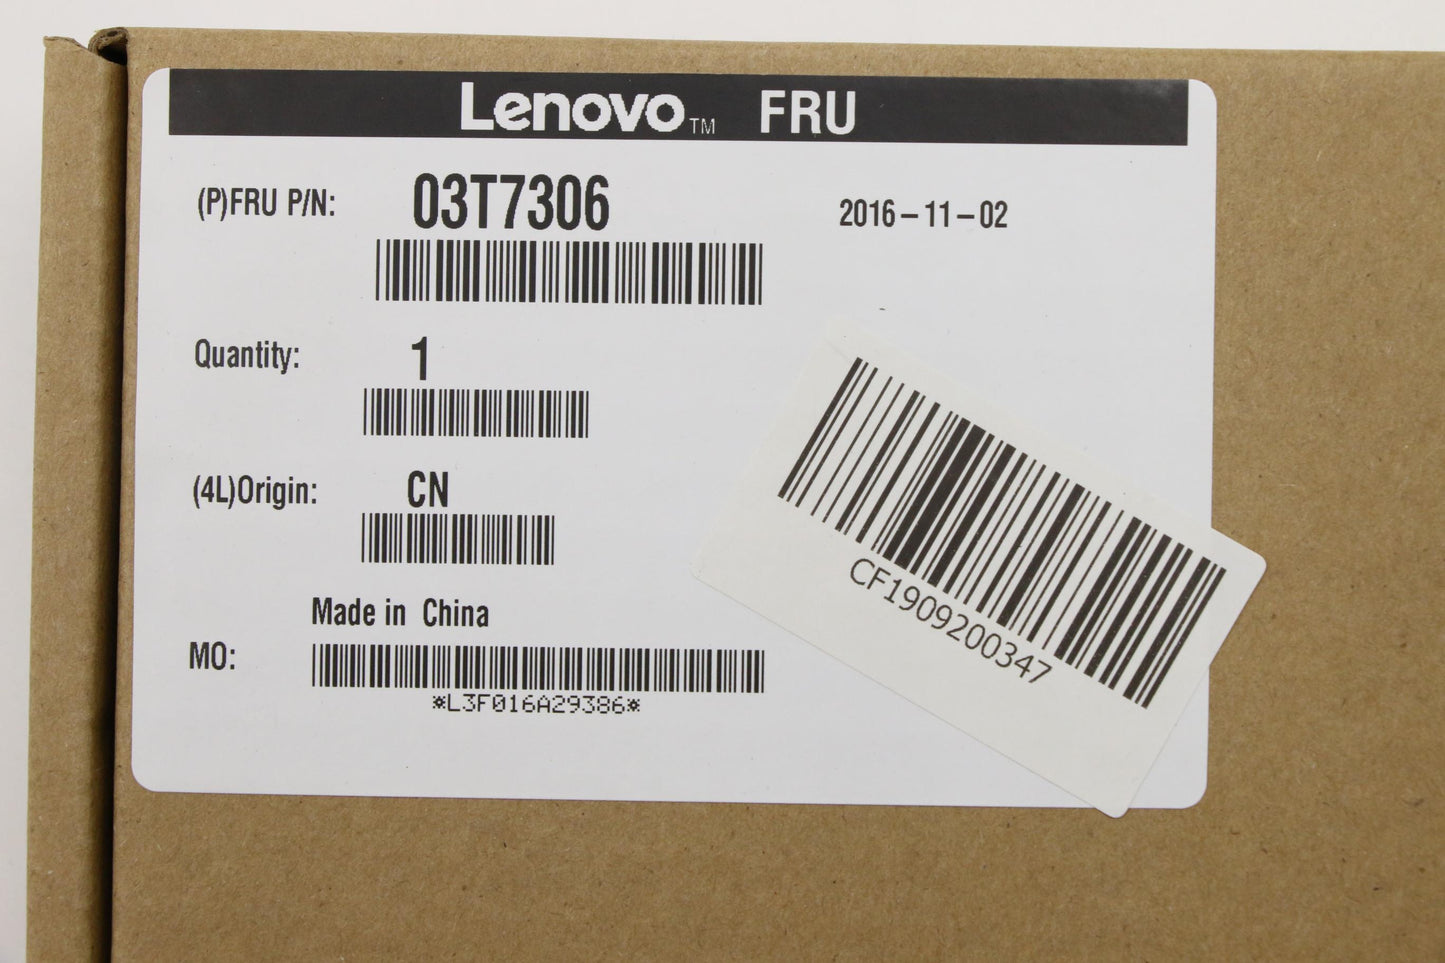 Lenovo™ FRU
(P)FRU P/N: 03T7306 2016-11-02
Quantity: 1
(4L)Origin: CN
Made in China
MO:
*L3F016A29386*
CF1909200347